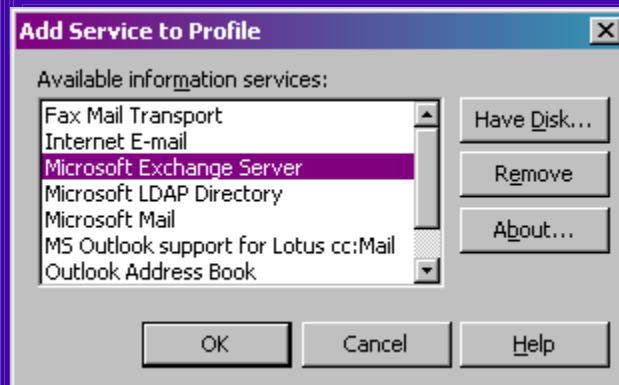 Add Service to Profile
Available information services:
Fax Mail Transport
Internet E-mail
Microsoft Exchange Server
Microsoft LDAP Directory
Microsoft Mail
MS Outlook support for Lotus cc:Mail
Outlook Address Book
Have Disk...
Remove
About...
OK
Cancel
Help